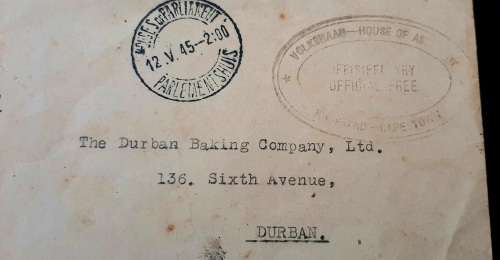 HOUSES OF PARLIAMENT
12 V. 45-2:00
PARLEMENTSHUIS
VOLKSRAAD—HOUSE OF AS
OFFISIEEL VRY
OFFICIAL FREE
CAPE TOWN
The Durban Baking Company, Ltd.
136. Sixth Avenue,
DURBAN.